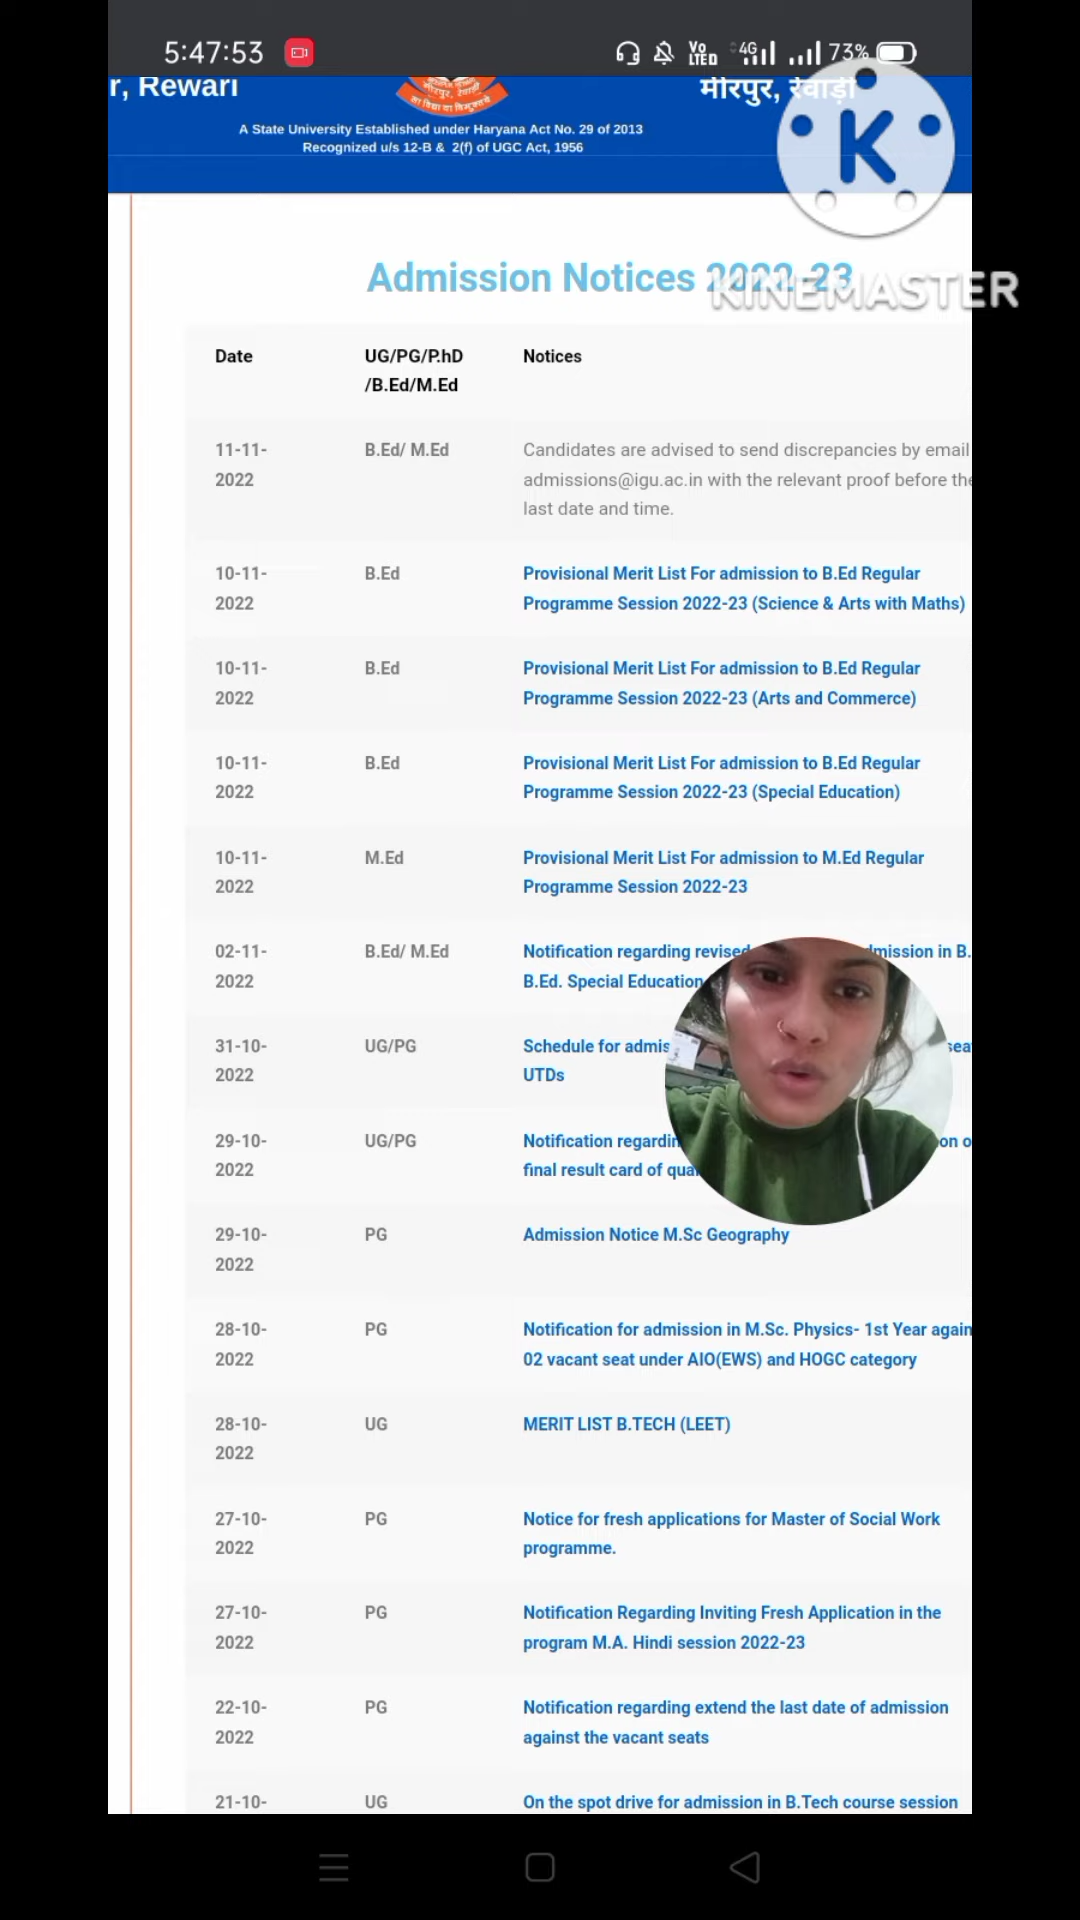 5:47:53
Vo LTE 4G 73%
r, Rewari
मीरपुर, रेवाड़ी
मीरपुर, रेवाड़ी
सा विद्या या विमुक्तये
A State University Established under Haryana Act No. 29 of 2013
Recognized u/s 12-B & 2(f) of UGC Act, 1956
K
KINEMASTER
Admission Notices 2022-23
Date UG/PG/P.hD Notices
/B.Ed/M.Ed
11-11- B.Ed/ M.Ed Candidates are advised to send discrepancies by email
2022 admissions@igu.ac.in with the relevant proof before the
last date and time.
10-11- B.Ed Provisional Merit List For admission to B.Ed Regular
2022 Programme Session 2022-23 (Science & Arts with Maths)
10-11- B.Ed Provisional Merit List For admission to B.Ed Regular
2022 Programme Session 2022-23 (Arts and Commerce)
10-11- B.Ed Provisional Merit List For admission to B.Ed Regular
2022 Programme Session 2022-23 (Special Education)
10-11- M.Ed Provisional Merit List For admission to M.Ed Regular
2022 Programme Session 2022-23
02-11- B.Ed/ M.Ed Notification regarding revised dmission in B.
2022 B.Ed. Special Education
31-10- UG/PG Schedule for admis sea
2022 UTDs
29-10- UG/PG Notification regardin on o
2022 final result card of qua
29-10- PG Admission Notice M.Sc Geography
2022
28-10- PG Notification for admission in M.Sc. Physics- 1st Year again
2022 02 vacant seat under AIO(EWS) and HOGC category
28-10- UG MERIT LIST B.TECH (LEET)
2022
27-10- PG Notice for fresh applications for Master of Social Work
2022 programme.
27-10- PG Notification Regarding Inviting Fresh Application in the
2022 program M.A. Hindi session 2022-23
22-10- PG Notification regarding extend the last date of admission
2022 against the vacant seats
21-10- UG On the spot drive for admission in B.Tech course session